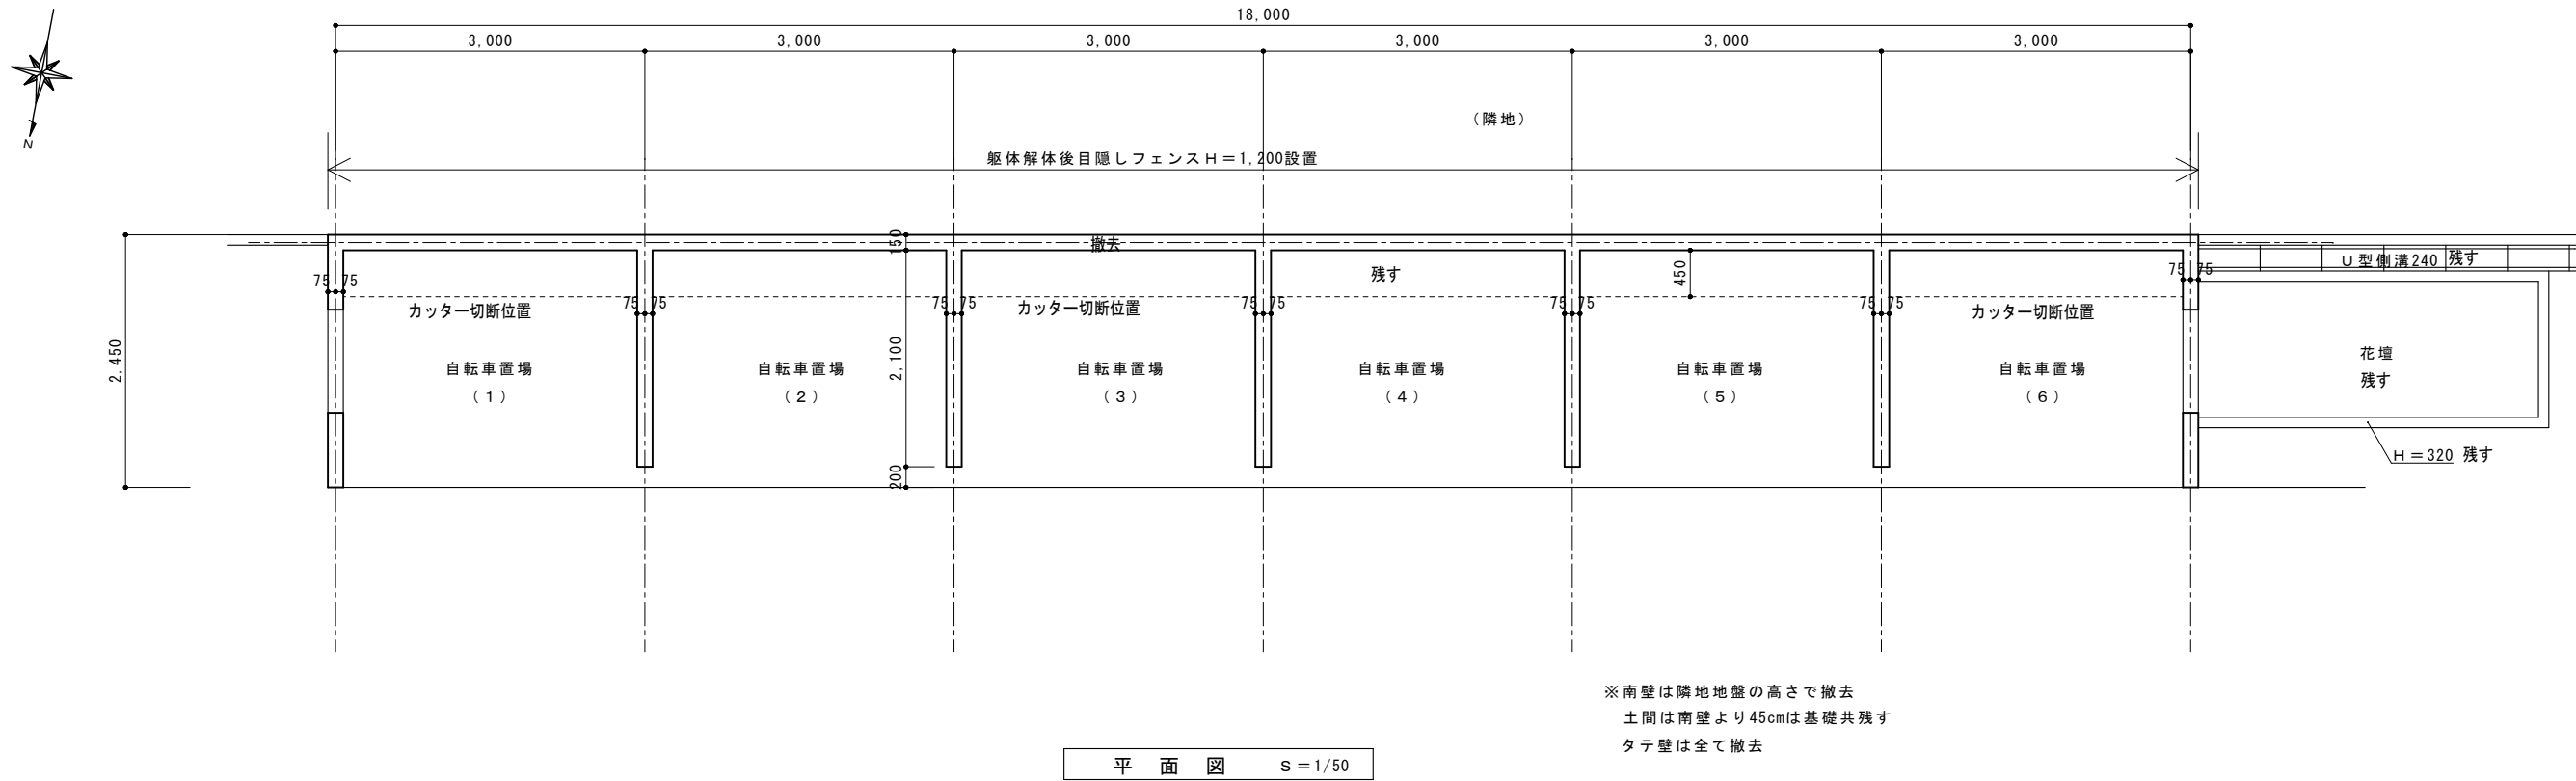 18,000
3,000 3,000 3,000 3,000 3,000 3,000
N
(隣地)
躯体解体後目隠しフェンスH=1,200設置
150
撤去
残す
450
U型側溝240 残す
75 75
75 75
75 75
75 75
75 75
75 75
75 75
カッター切断位置
カッター切断位置
カッター切断位置
2,450
2,100
200
自転車置場
(1)
自転車置場
(2)
自転車置場
(3)
自転車置場
(4)
自転車置場
(5)
自転車置場
(6)
花壇
残す
H=320 残す
※南壁は隣地地盤の高さで撤去
土間は南壁より45cmは基礎共残す
タテ壁は全て撤去
平面図 S=1/50